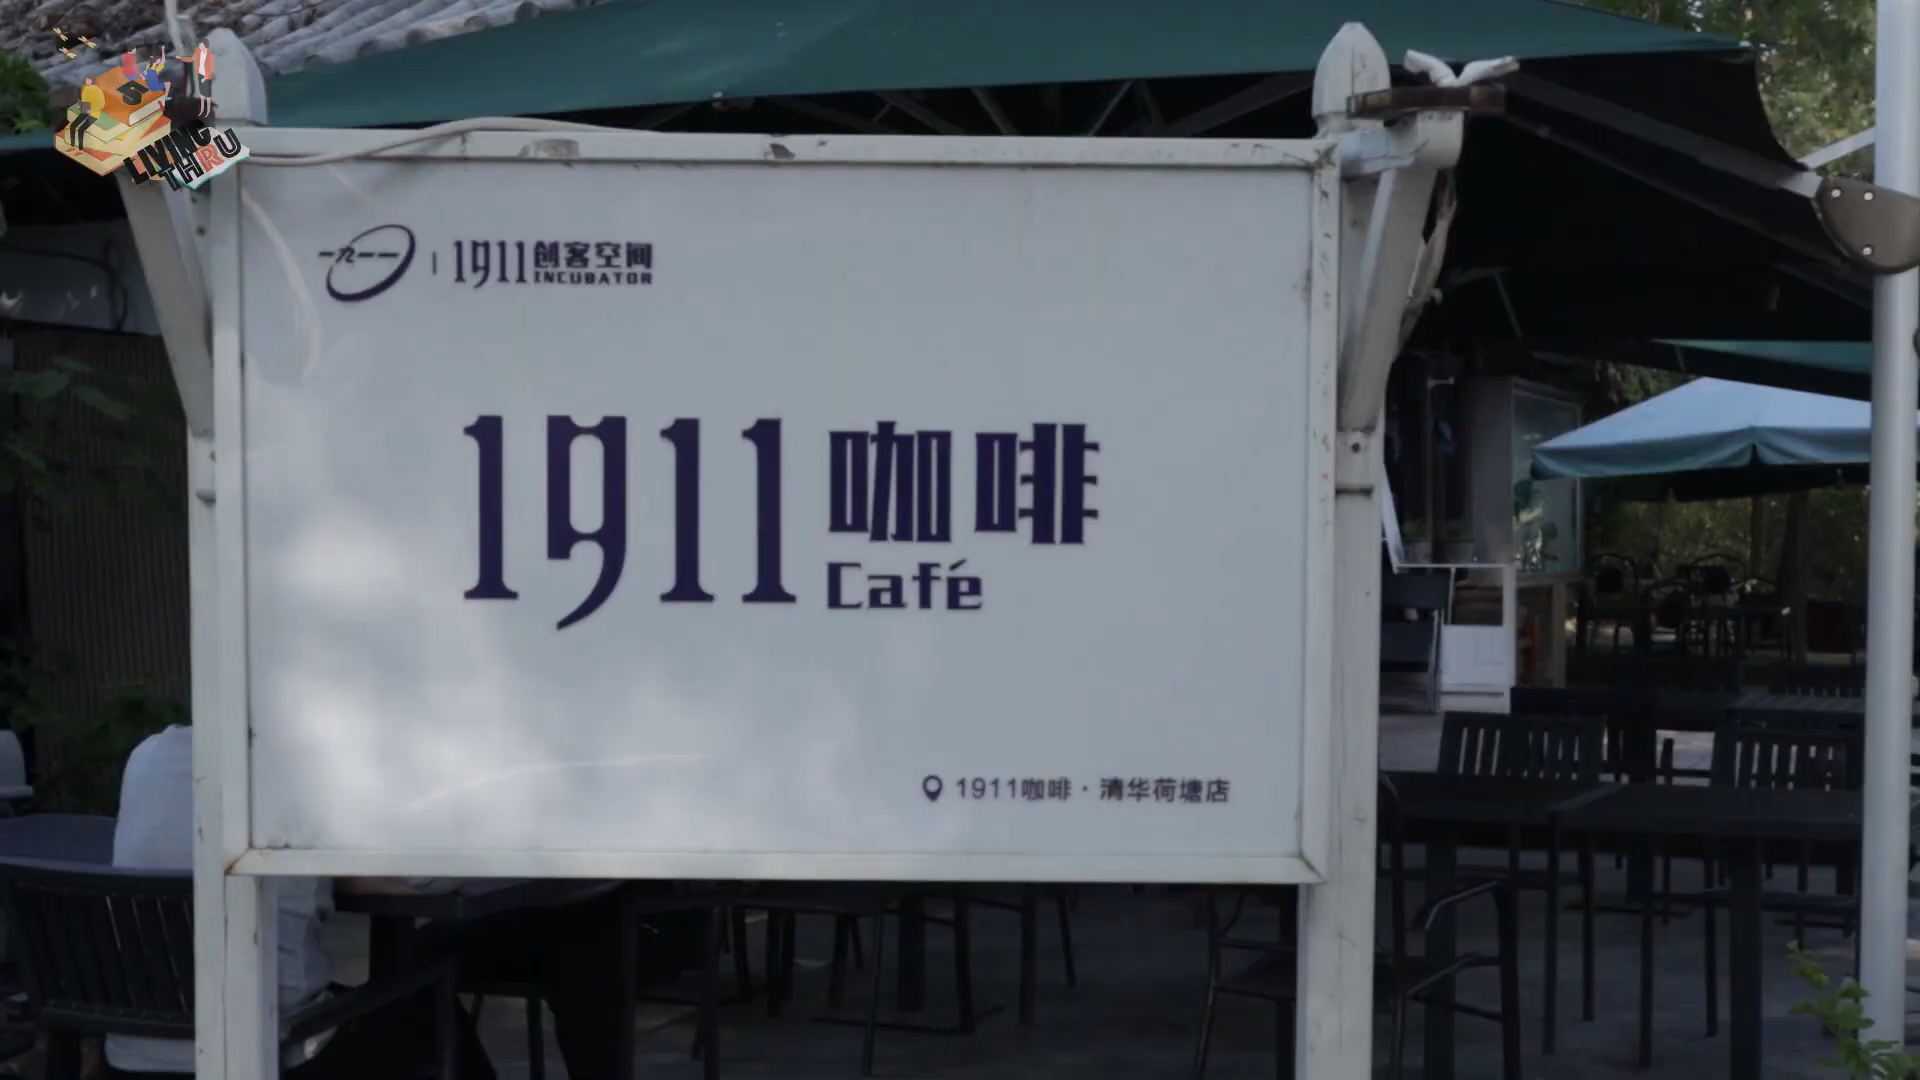 LIVING
THRU
一九一一 | 1911创客空间
INCUBATOR
1911咖啡
Café
1911咖啡·清华荷塘店